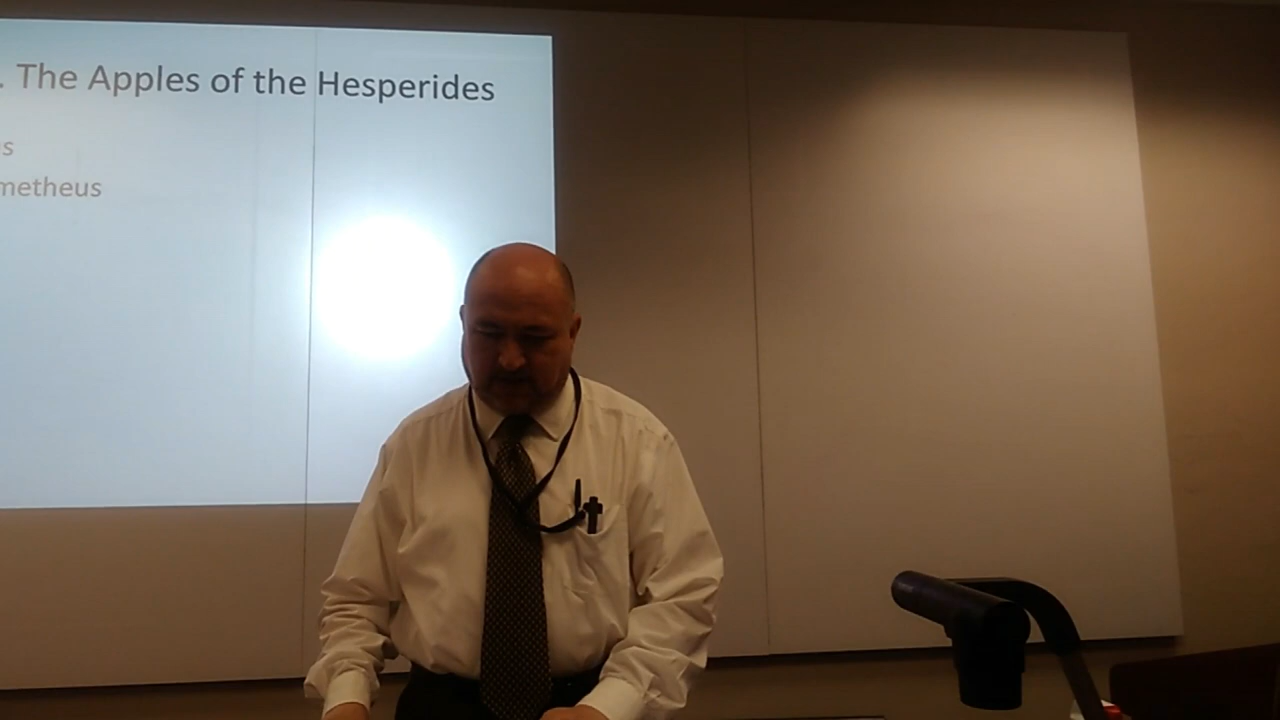 . The Apples of the Hesperides
s
metheus